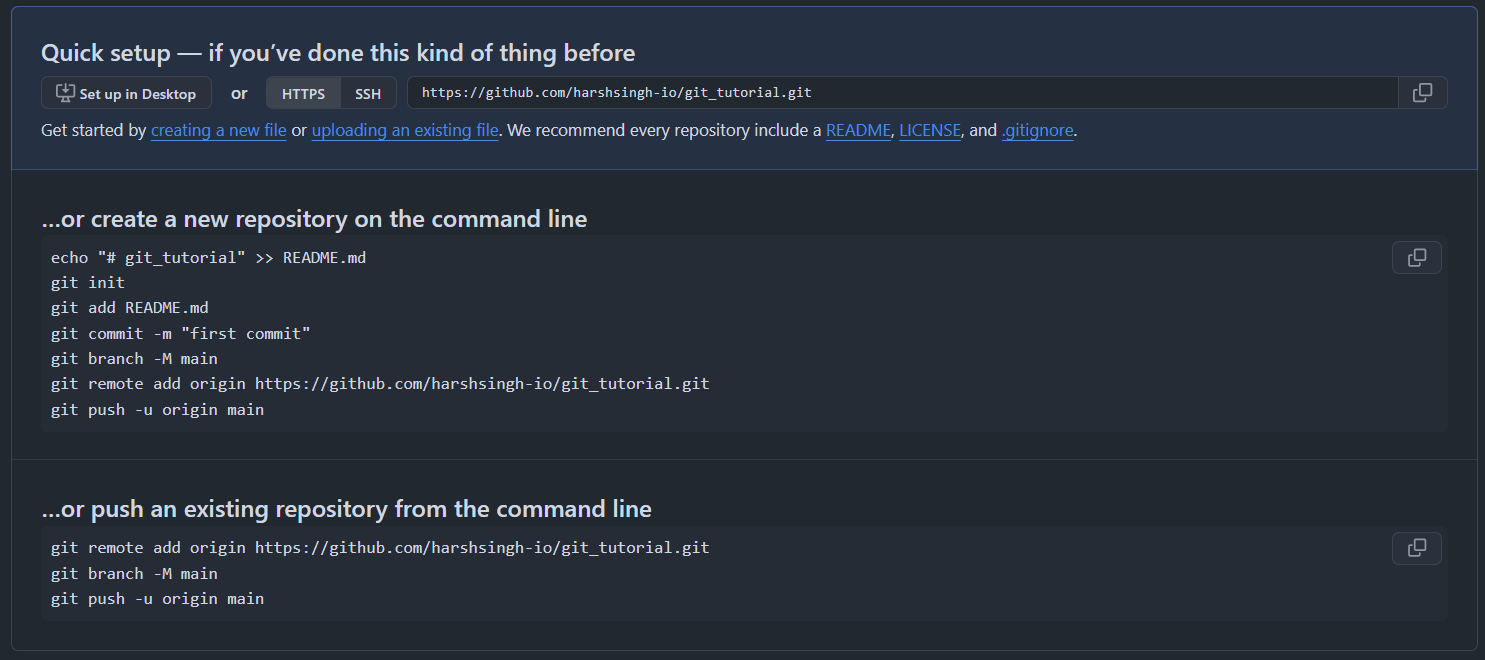 Quick setup — if you’ve done this kind of thing before
Set up in Desktop or HTTPS SSH https://github.com/harshsingh-io/git_tutorial.git
Get started by creating a new file or uploading an existing file. We recommend every repository include a README, LICENSE, and .gitignore.
…or create a new repository on the command line
echo "# git_tutorial" >> README.md
git init
git add README.md
git commit -m "first commit"
git branch -M main
git remote add origin https://github.com/harshsingh-io/git_tutorial.git
git push -u origin main
…or push an existing repository from the command line
git remote add origin https://github.com/harshsingh-io/git_tutorial.git
git branch -M main
git push -u origin main